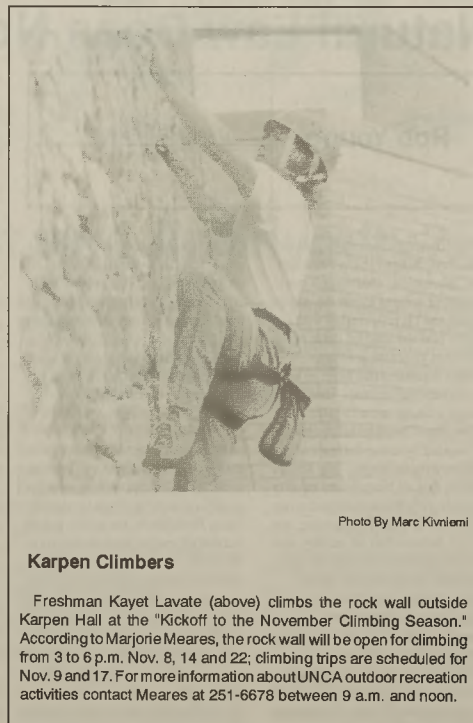 Photo By Marc Kivniemi
Karpen Climbers
Freshman Kayet Lavate (above) climbs the rock wall outside
Karpen Hall at the "Kickoff to the November Climbing Season."
According to Marjorie Meares, the rock wall will be open for climbing
from 3 to 6 p.m. Nov. 8, 14 and 22; climbing trips are scheduled for
Nov. 9 and 17. For more information about UNCA outdoor recreation
activities contact Meares at 251-6678 between 9 a.m. and noon.